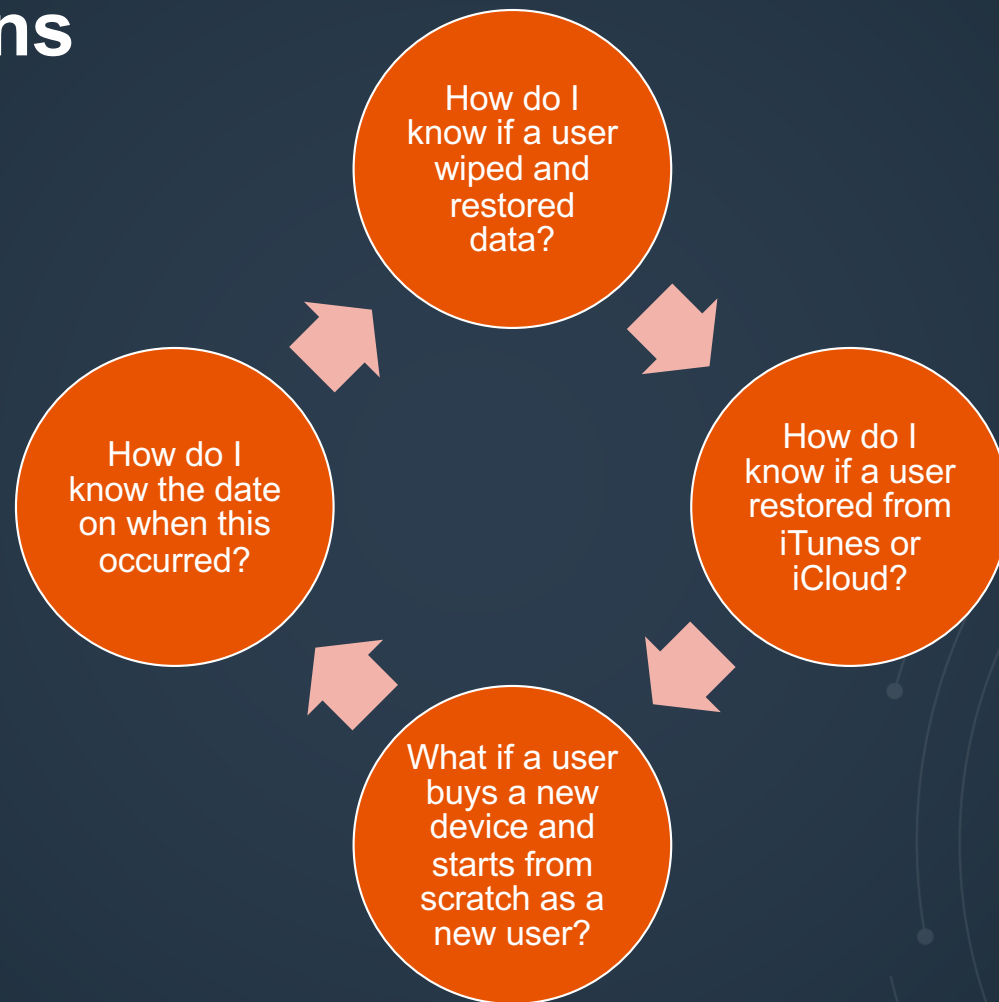 ns
How do I
know if a user
wiped and
restored
data?
How do I
know if a user
restored from
iTunes or
iCloud?
What if a user
buys a new
device and
starts from
scratch as a
new user?
How do I
know the date
on when this
occurred?